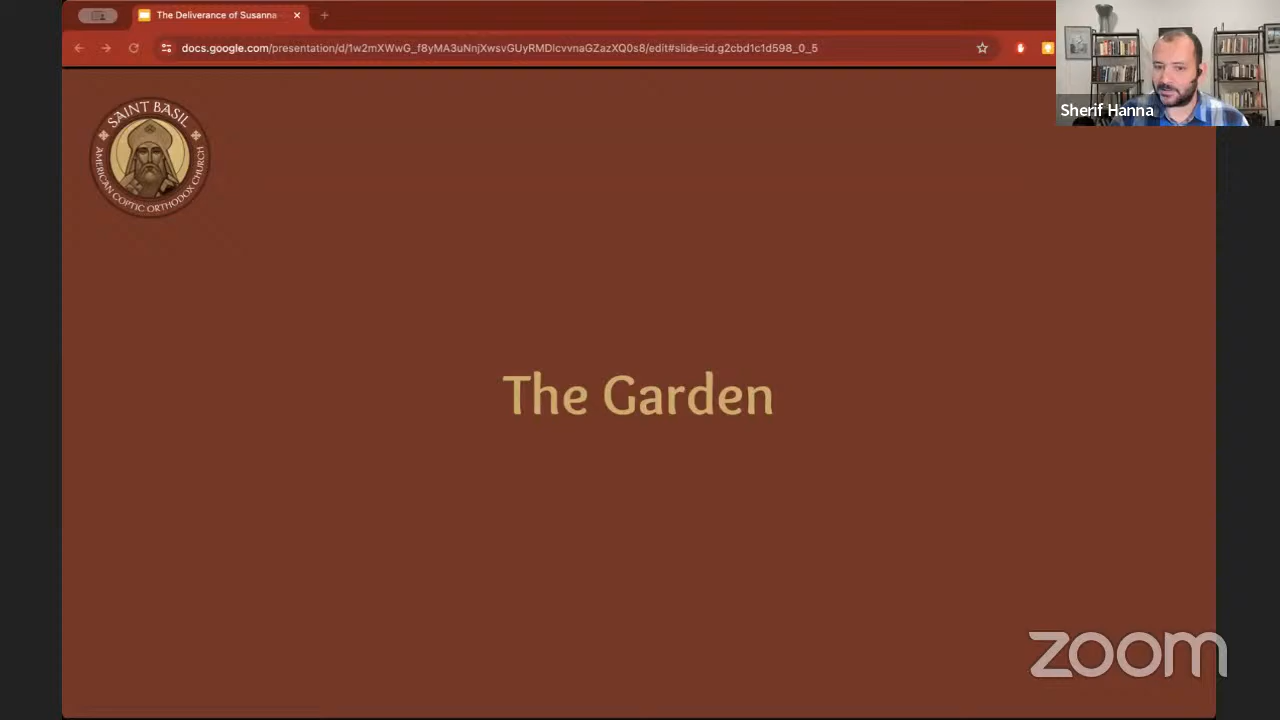 The Deliverance of Susanna
docs.google.com/presentation/d/1w2mXWwG_f8yMA3uNnjXwsvGUyRMDlcvvnaGZazXQ0s8/edit#slide=id.g2cbd1c1d598_0_5
Sherif Hanna
SAINT BASIL
AMERICAN COPTIC ORTHODOX CHURCH
The Garden
zoom